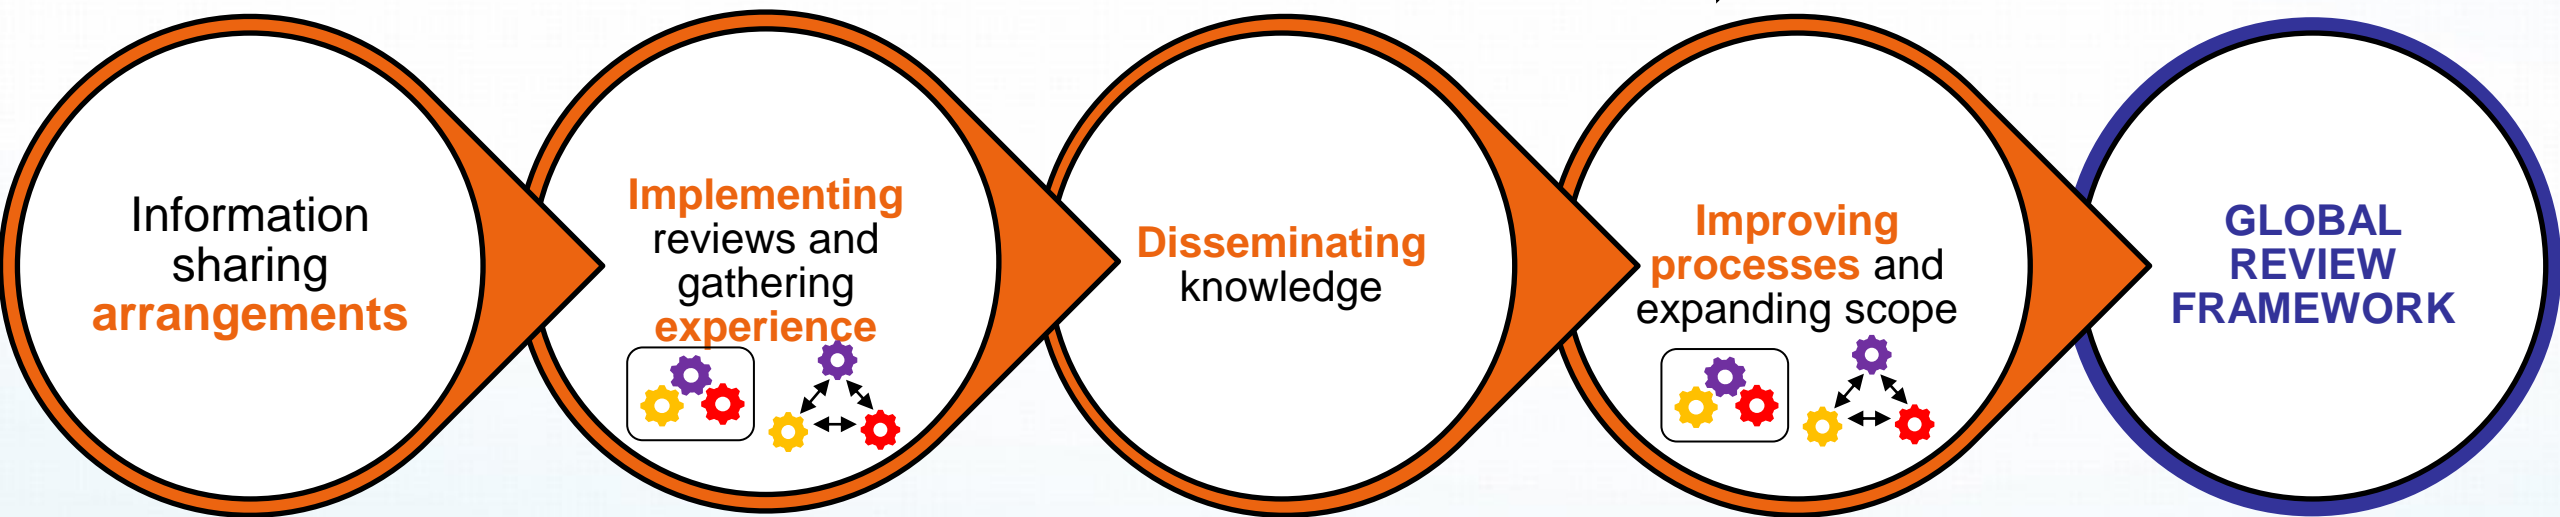 Information
sharing
arrangements
Implementing
reviews and
gathering
experience
Disseminating
knowledge
Improving
processes and
expanding scope
GLOBAL
REVIEW
FRAMEWORK